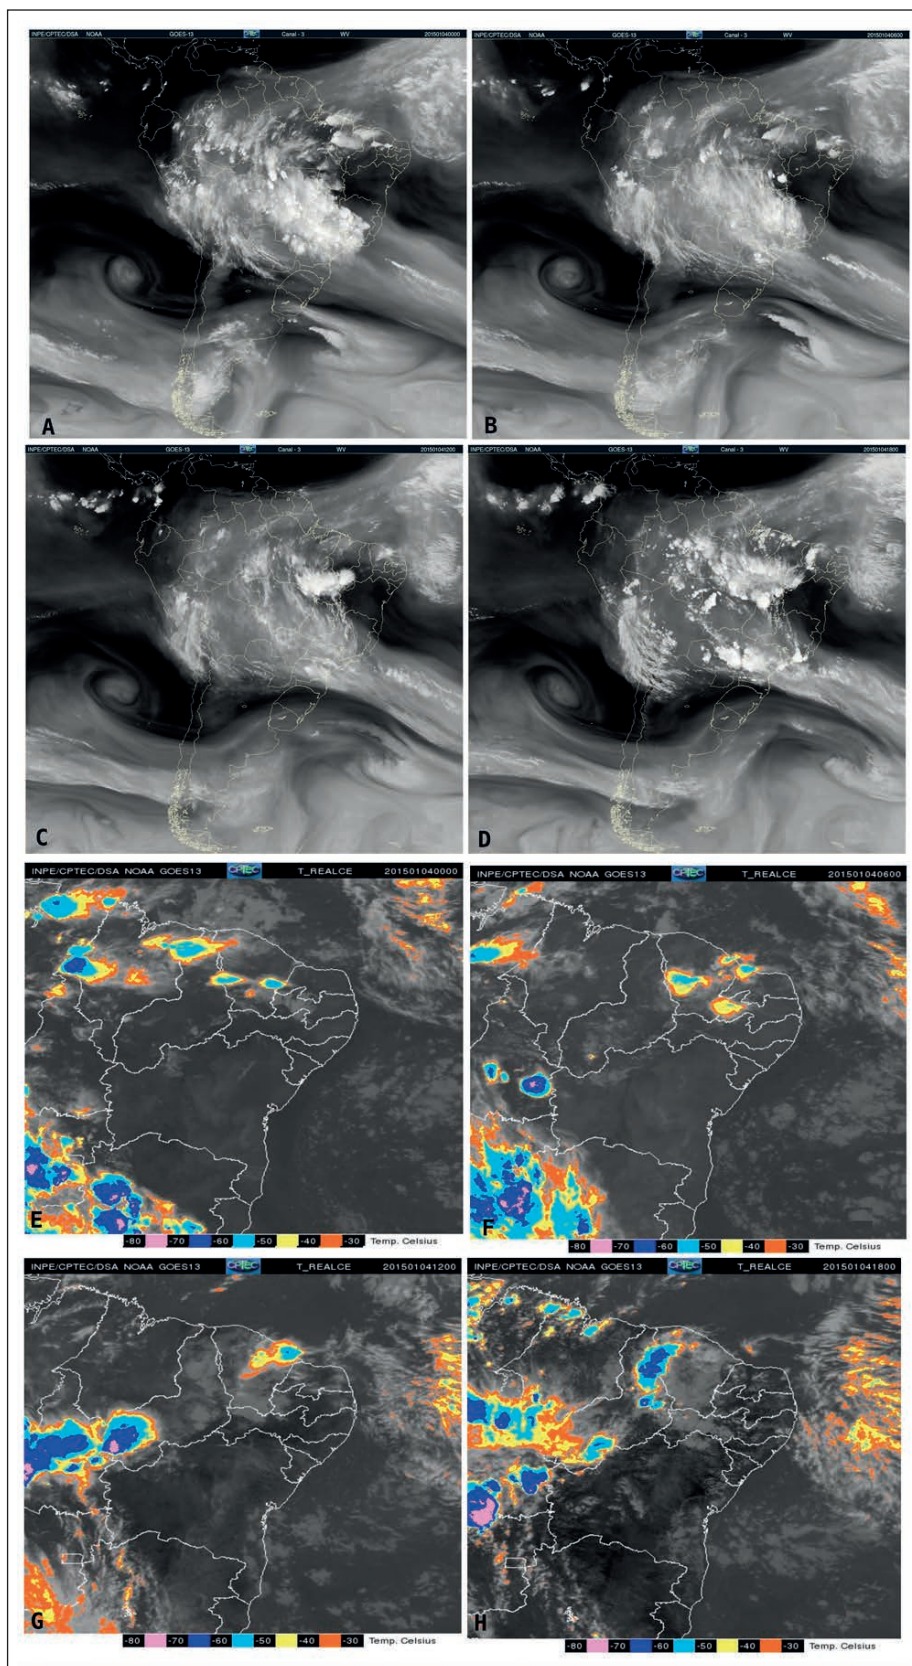 INPE/CPTEC/DSA NOAA GOES-13 CPTEC Canal - 3 WV 201501040000
INPE/CPTEC/DSA NOAA GOES-13 CPTEC Canal - 3 WV 201501040600
A
B
INPE/CPTEC/DSA NOAA GOES-13 CPTEC Canal - 3 WV 201501041200
INPE/CPTEC/DSA NOAA GOES-13 CPTEC Canal - 3 WV 201501041800
C
D
INPE/CPTEC/DSA NOAA GOES13 CPTEC T_REALCE 201501040000
INPE/CPTEC/DSA NOAA GOES13 CPTEC T_REALCE 201501040600
E
F
-80 -70 -60 -50 -40 -30 Temp. Celsius
-80 -70 -60 -50 -40 -30 Temp. Celsius
INPE/CPTEC/DSA NOAA GOES13 CPTEC T_REALCE 201501041200
INPE/CPTEC/DSA NOAA GOES13 CPTEC T_REALCE 201501041800
G
H
-80 -70 -60 -50 -40 -30 Temp. Celsius
-80 -70 -60 -50 -40 -30 Temp. Celsius